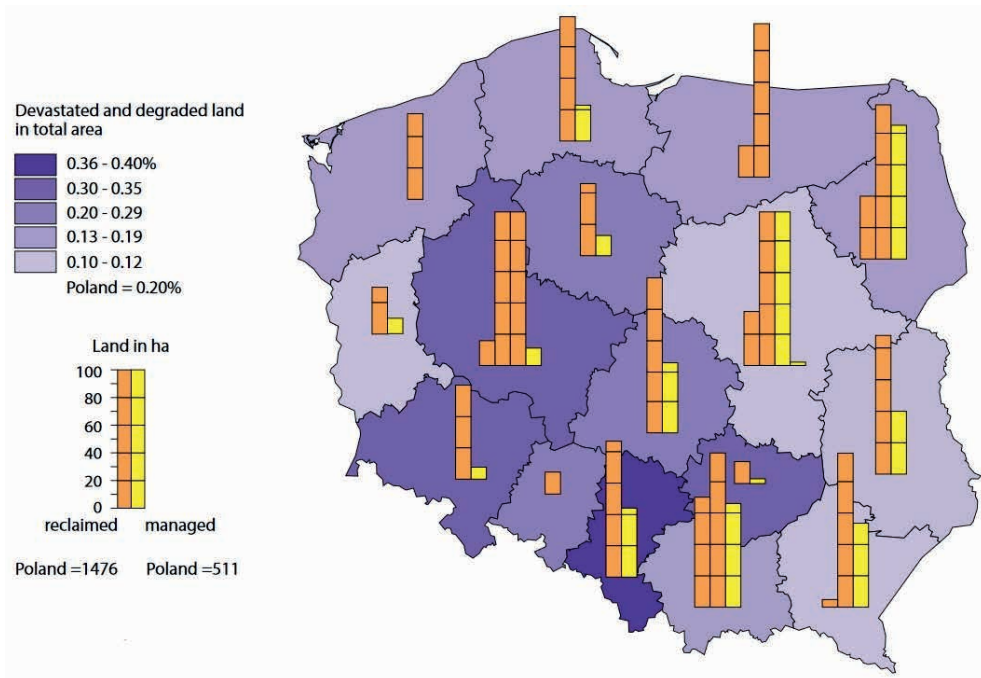 Devastated and degraded land
in total area
0.36 - 0.40%
0.30 - 0.35
0.20 - 0.29
0.13 - 0.19
0.10 - 0.12
Poland = 0.20%
Land in ha
100
80
60
40
20
0
reclaimed managed
Poland =1476 Poland =511